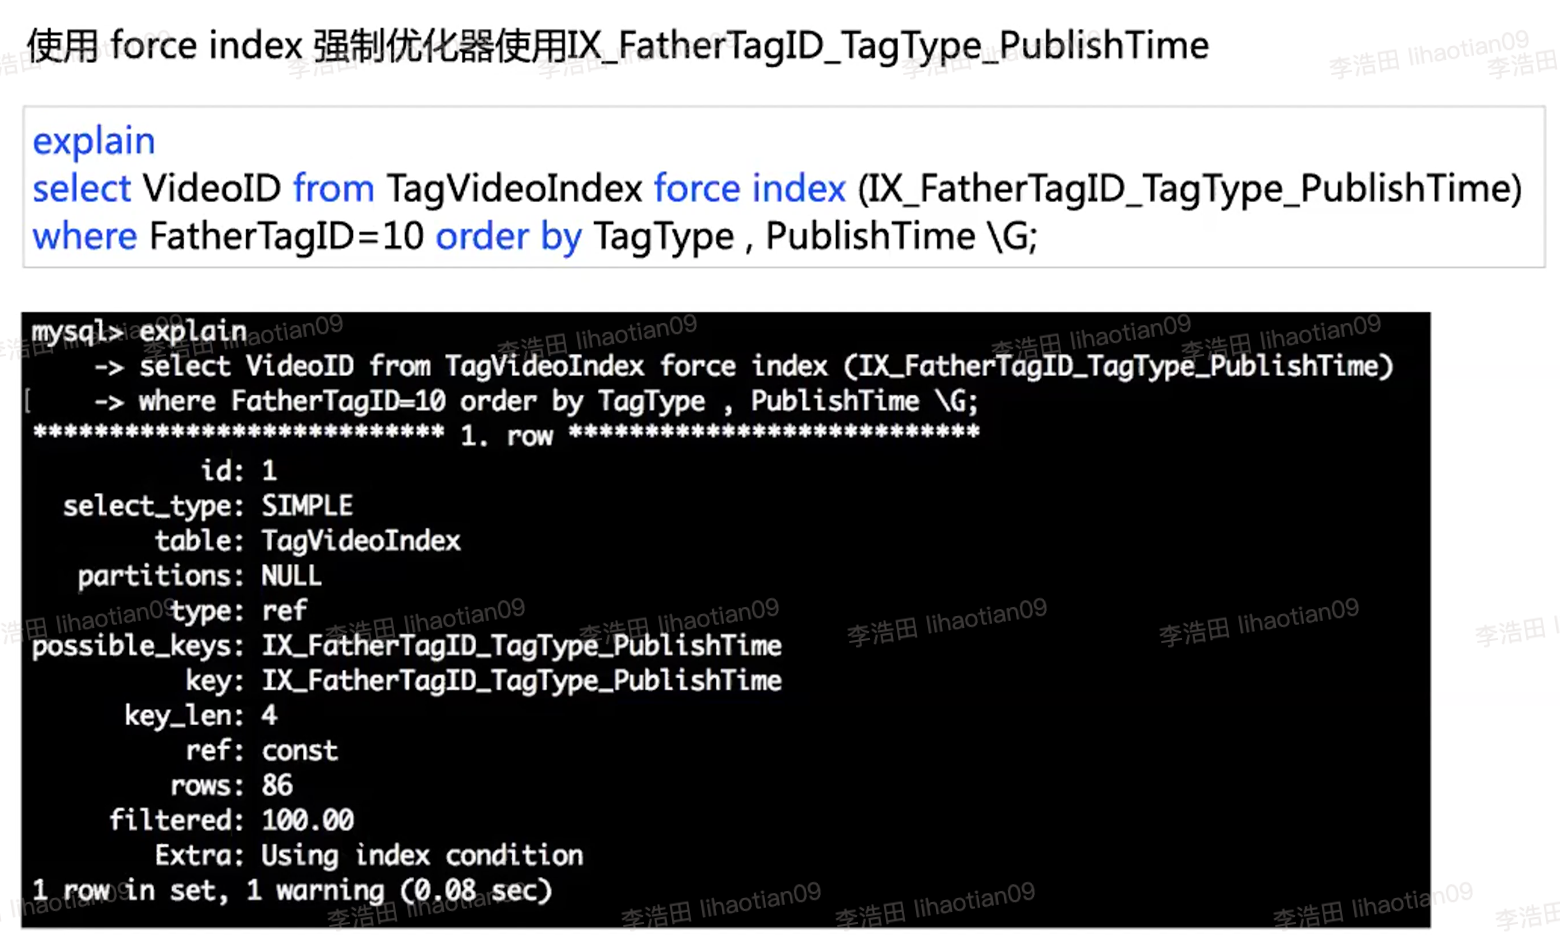 使用 force index 强制优化器使用IX_FatherTagID_TagType_PublishTime
explain
select VideoID from TagVideoIndex force index (IX_FatherTagID_TagType_PublishTime)
where FatherTagID=10 order by TagType , PublishTime \G;
mysql> explain
    -> select VideoID from TagVideoIndex force index (IX_FatherTagID_TagType_PublishTime)
[    -> where FatherTagID=10 order by TagType , PublishTime \G;
*************************** 1. row ***************************
           id: 1
  select_type: SIMPLE
        table: TagVideoIndex
   partitions: NULL
         type: ref
possible_keys: IX_FatherTagID_TagType_PublishTime
          key: IX_FatherTagID_TagType_PublishTime
      key_len: 4
          ref: const
         rows: 86
     filtered: 100.00
        Extra: Using index condition
1 row in set, 1 warning (0.08 sec)
李浩田 lihaotian09